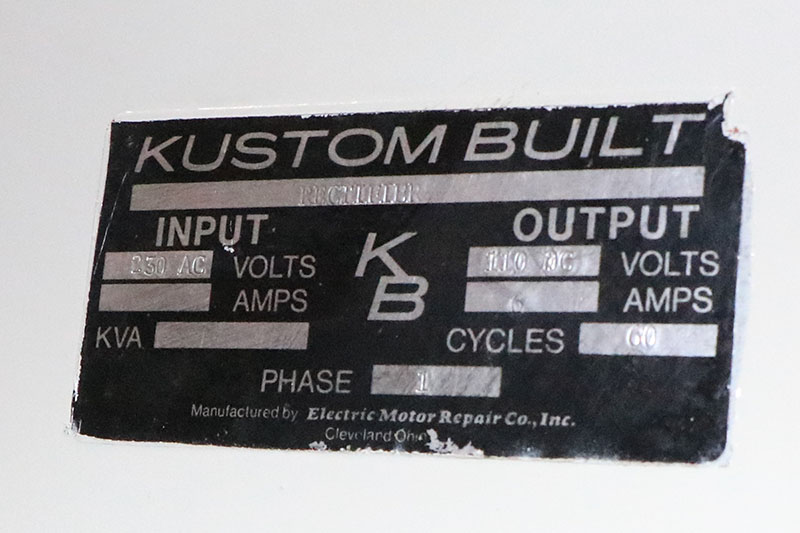 KUSTOM BUILT
RECTIFIER
INPUT OUTPUT
230 AC VOLTS KB 110 DC VOLTS
AMPS 6 AMPS
KVA CYCLES 60
PHASE 1
Manufactured by Electric Motor Repair Co., Inc.
Cleveland Ohio